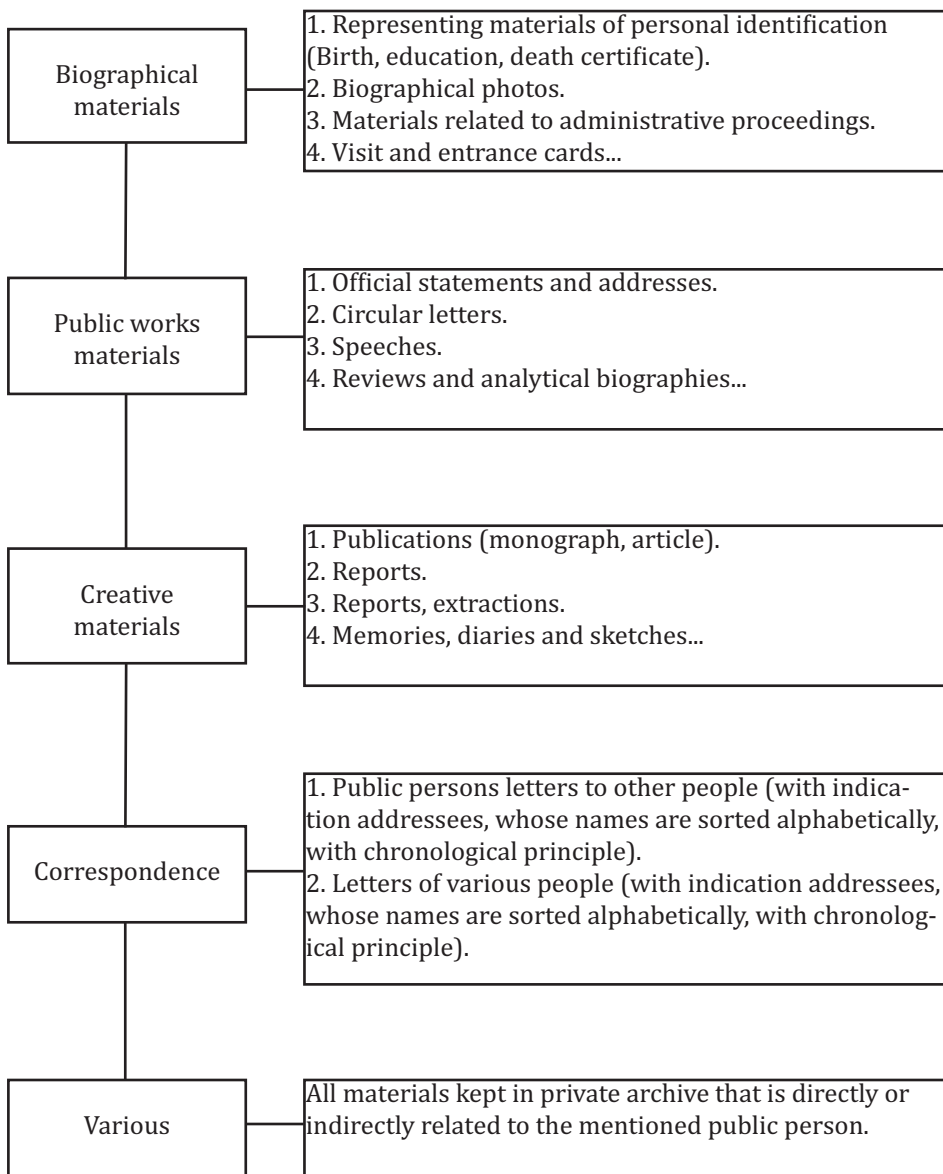 Biographical
materials
1. Representing materials of personal identification
(Birth, education, death certificate).
2. Biographical photos.
3. Materials related to administrative proceedings.
4. Visit and entrance cards...
Public works
materials
1. Official statements and addresses.
2. Circular letters.
3. Speeches.
4. Reviews and analytical biographies...
Creative
materials
1. Publications (monograph, article).
2. Reports.
3. Reports, extractions.
4. Memories, diaries and sketches...
Correspondence
1. Public persons letters to other people (with indica-
tion addressees, whose names are sorted alphabetically,
with chronological principle).
2. Letters of various people (with indication addressees,
whose names are sorted alphabetically, with chronolog-
ical principle).
Various
All materials kept in private archive that is directly or
indirectly related to the mentioned public person.